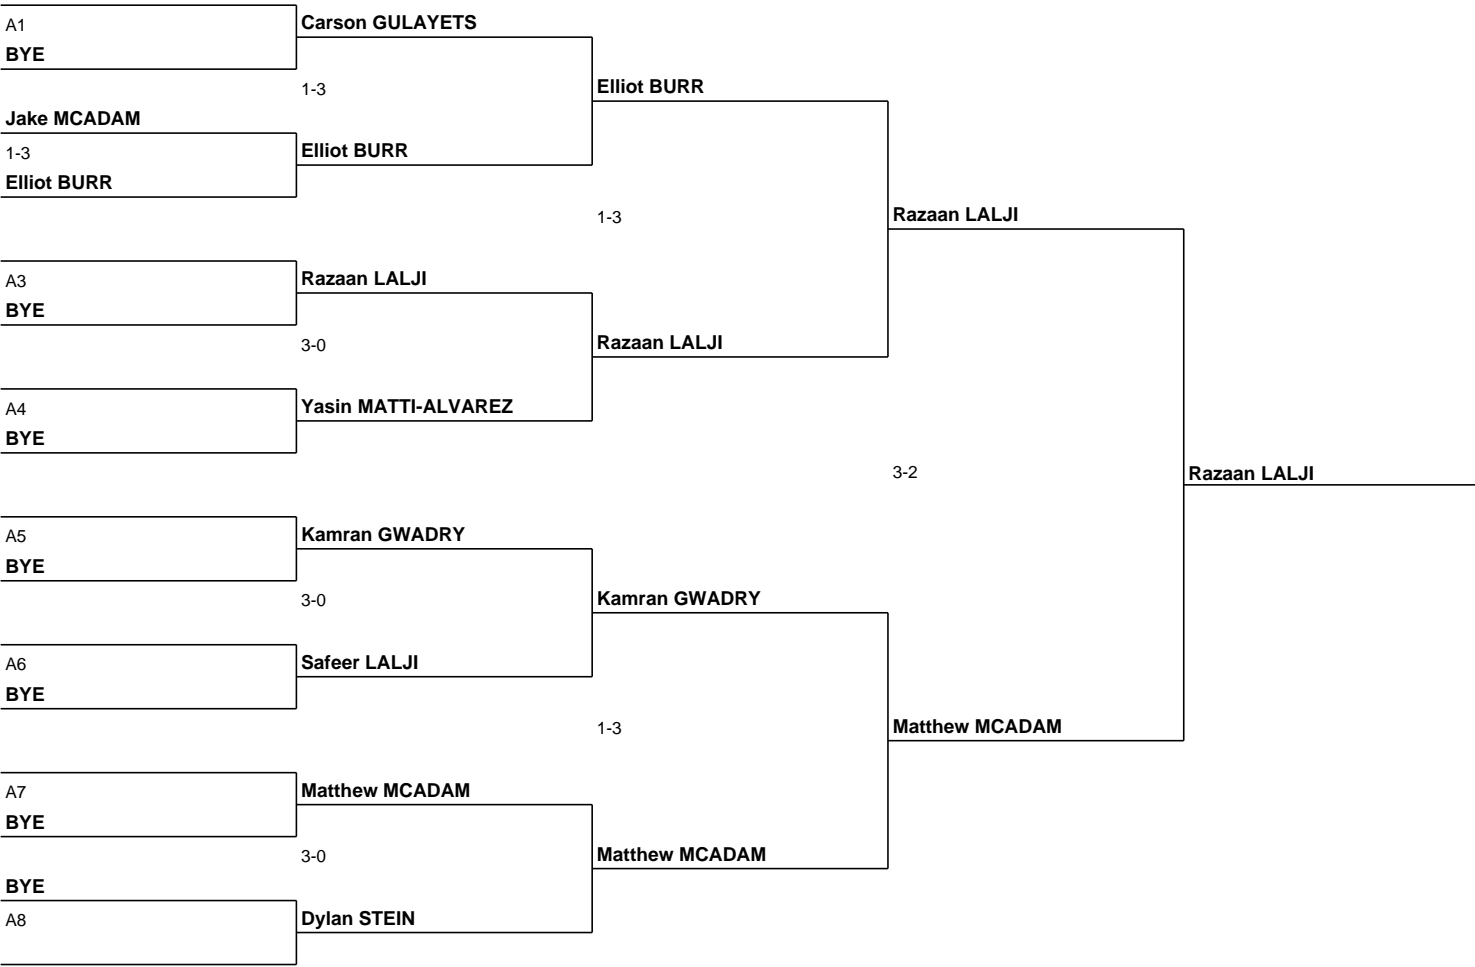 A1
BYE
Carson GULAYETS
1-3
Jake MCADAM
1-3
Elliot BURR
Elliot BURR
Elliot BURR
1-3
A3
BYE
Razaan LALJI
3-0
A4
BYE
Yasin MATTI-ALVAREZ
Razaan LALJI
Razaan LALJI
3-2
Razaan LALJI
A5
BYE
Kamran GWADRY
3-0
A6
BYE
Safeer LALJI
Kamran GWADRY
1-3
A7
BYE
Matthew MCADAM
3-0
BYE
A8
Dylan STEIN
Matthew MCADAM
Matthew MCADAM